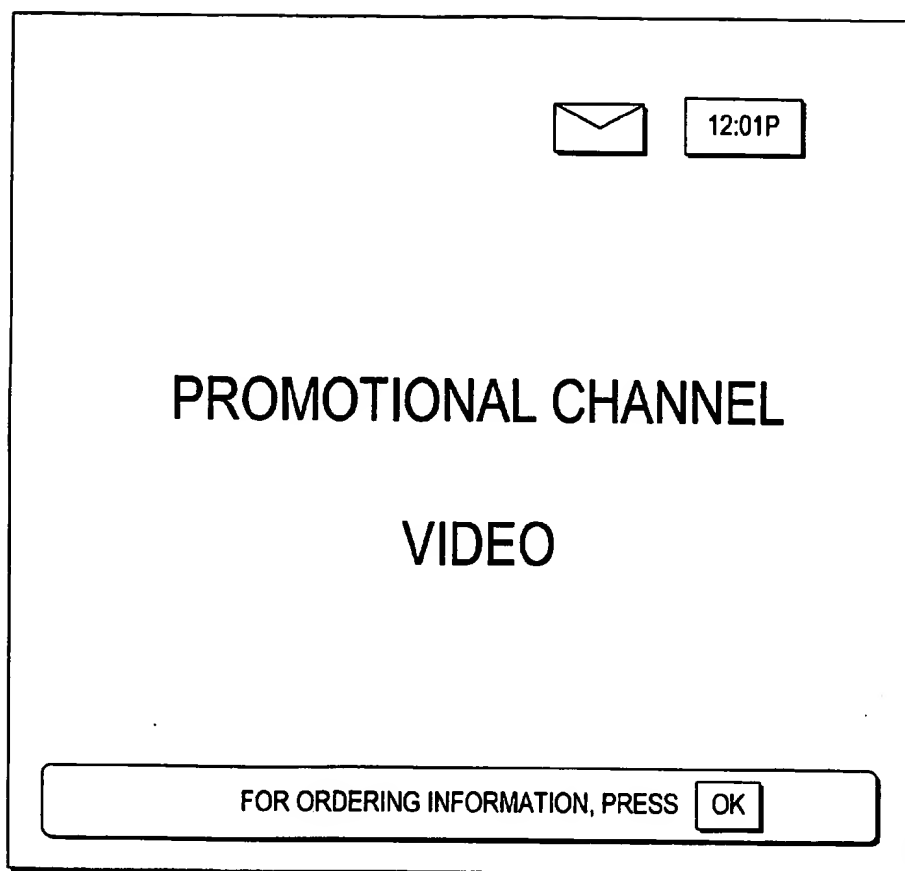 12:01P
PROMOTIONAL CHANNEL
VIDEO
FOR ORDERING INFORMATION, PRESS OK